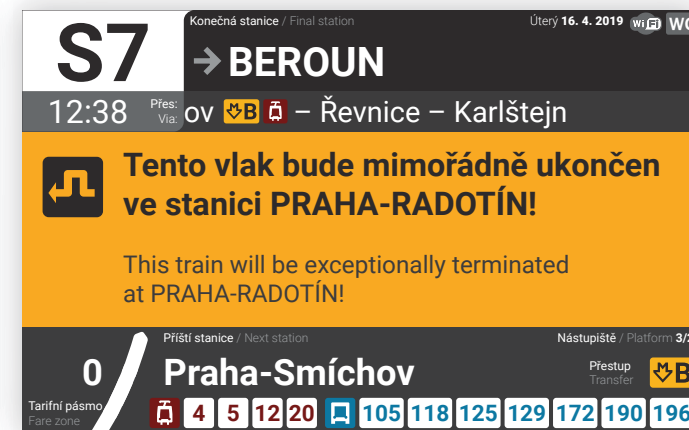 S7
Konečná stanice / Final station
Úterý 16. 4. 2019 WiFi WC
→ BEROUN
12:38
Přes:
Via:
ov B – Řevnice – Karlštejn
Tento vlak bude mimořádně ukončen
ve stanici PRAHA-RADOTÍN!
This train will be exceptionally terminated
at PRAHA-RADOTÍN!
Příští stanice / Next station
Nástupiště / Platform 3/
0
Praha-Smíchov
Přestup
Transfer
B
Tarifní pásmo
Fare zone
4 5 12 20 105 118 125 129 172 190 196